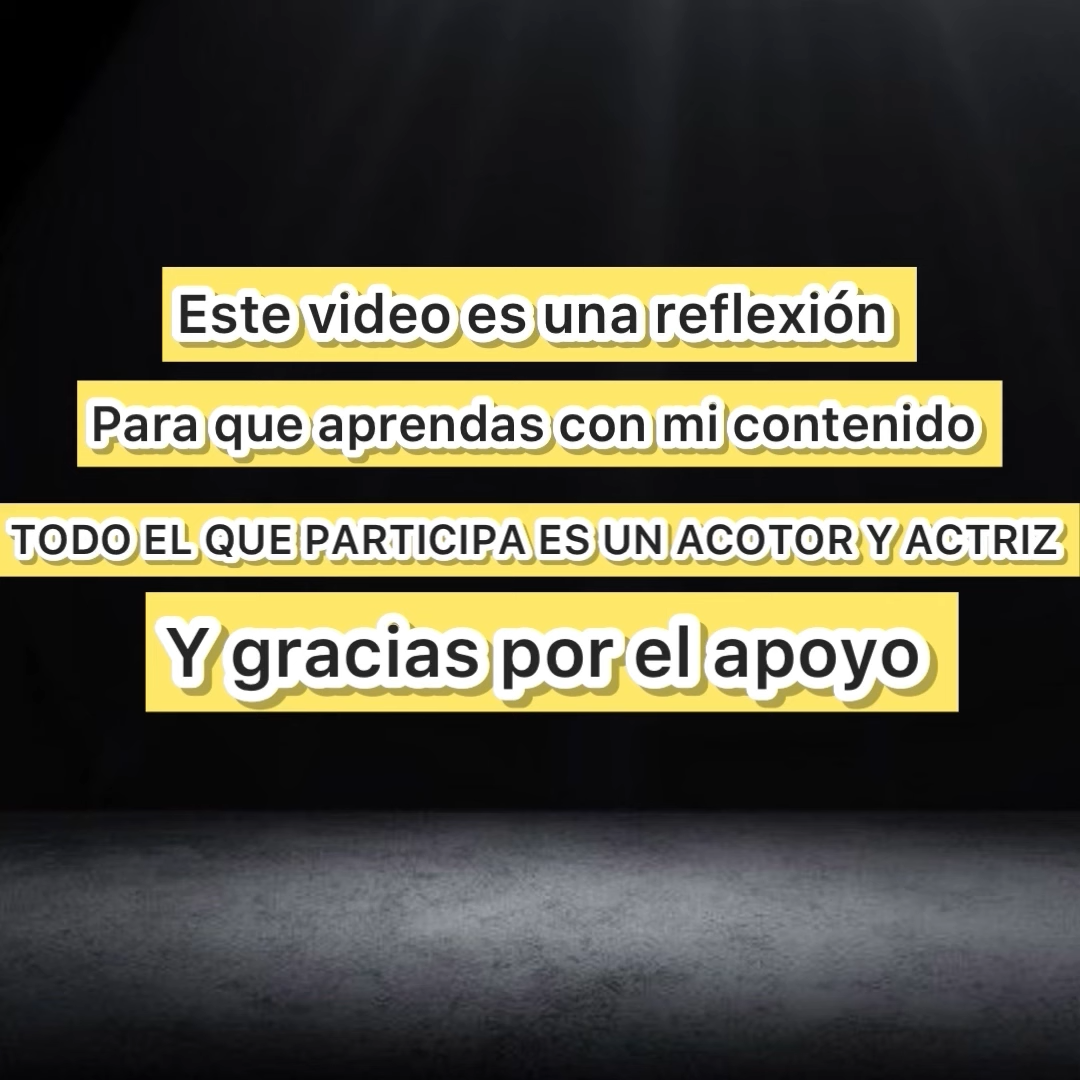 Este video es una reflexión
Para que aprendas con mi contenido
TODO EL QUE PARTICIPA ES UN ACOTOR Y ACTRIZ
Y gracias por el apoyo